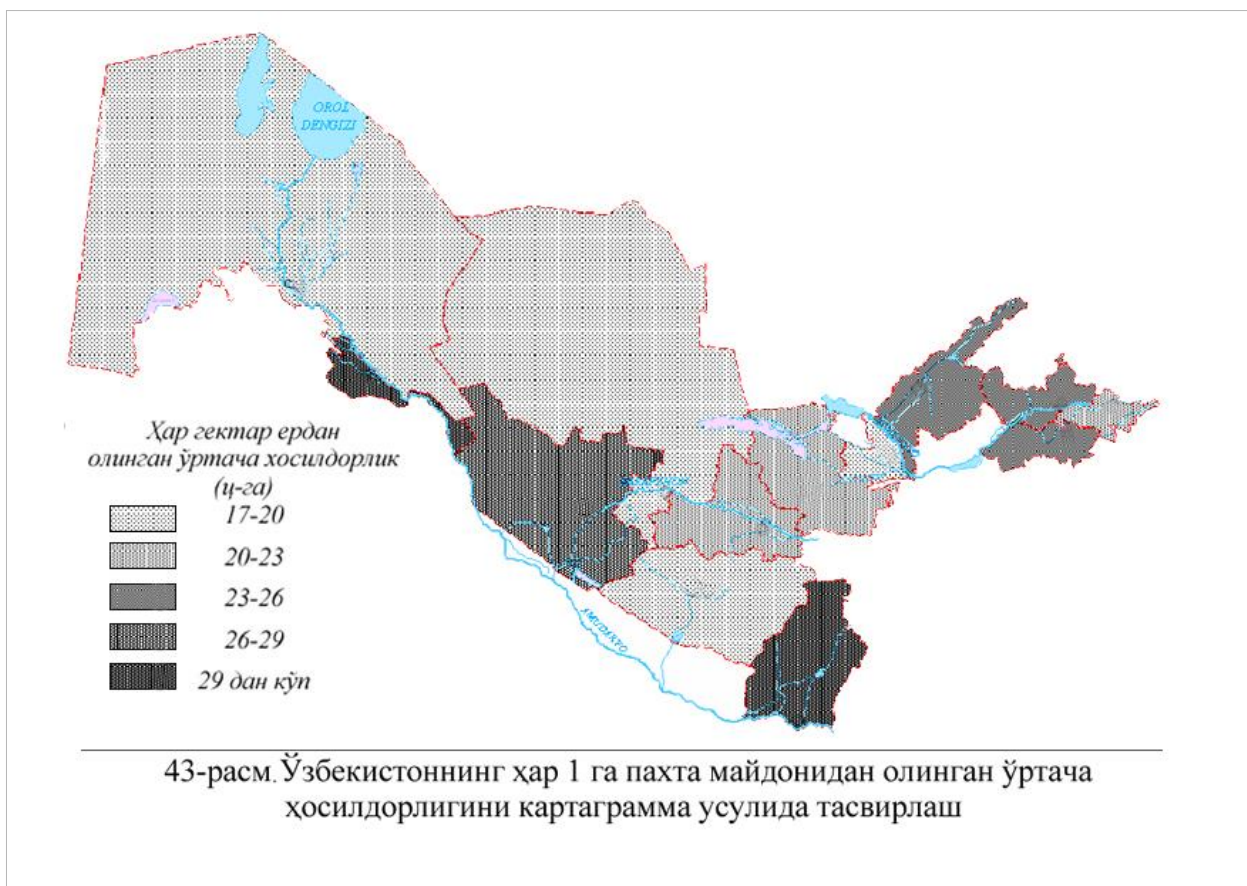 OROL
DENGIZI
Ҳар гектар ердан
олинган ўртача хосилдорлик
(ц-га)
17-20
20-23
23-26
26-29
29 дан кўп
AMUDARYO
43-расм. Ўзбекистоннинг ҳар 1 га пахта майдонидан олинган ўртача
ҳосилдорлигини картаграмма усулида тасвирлаш